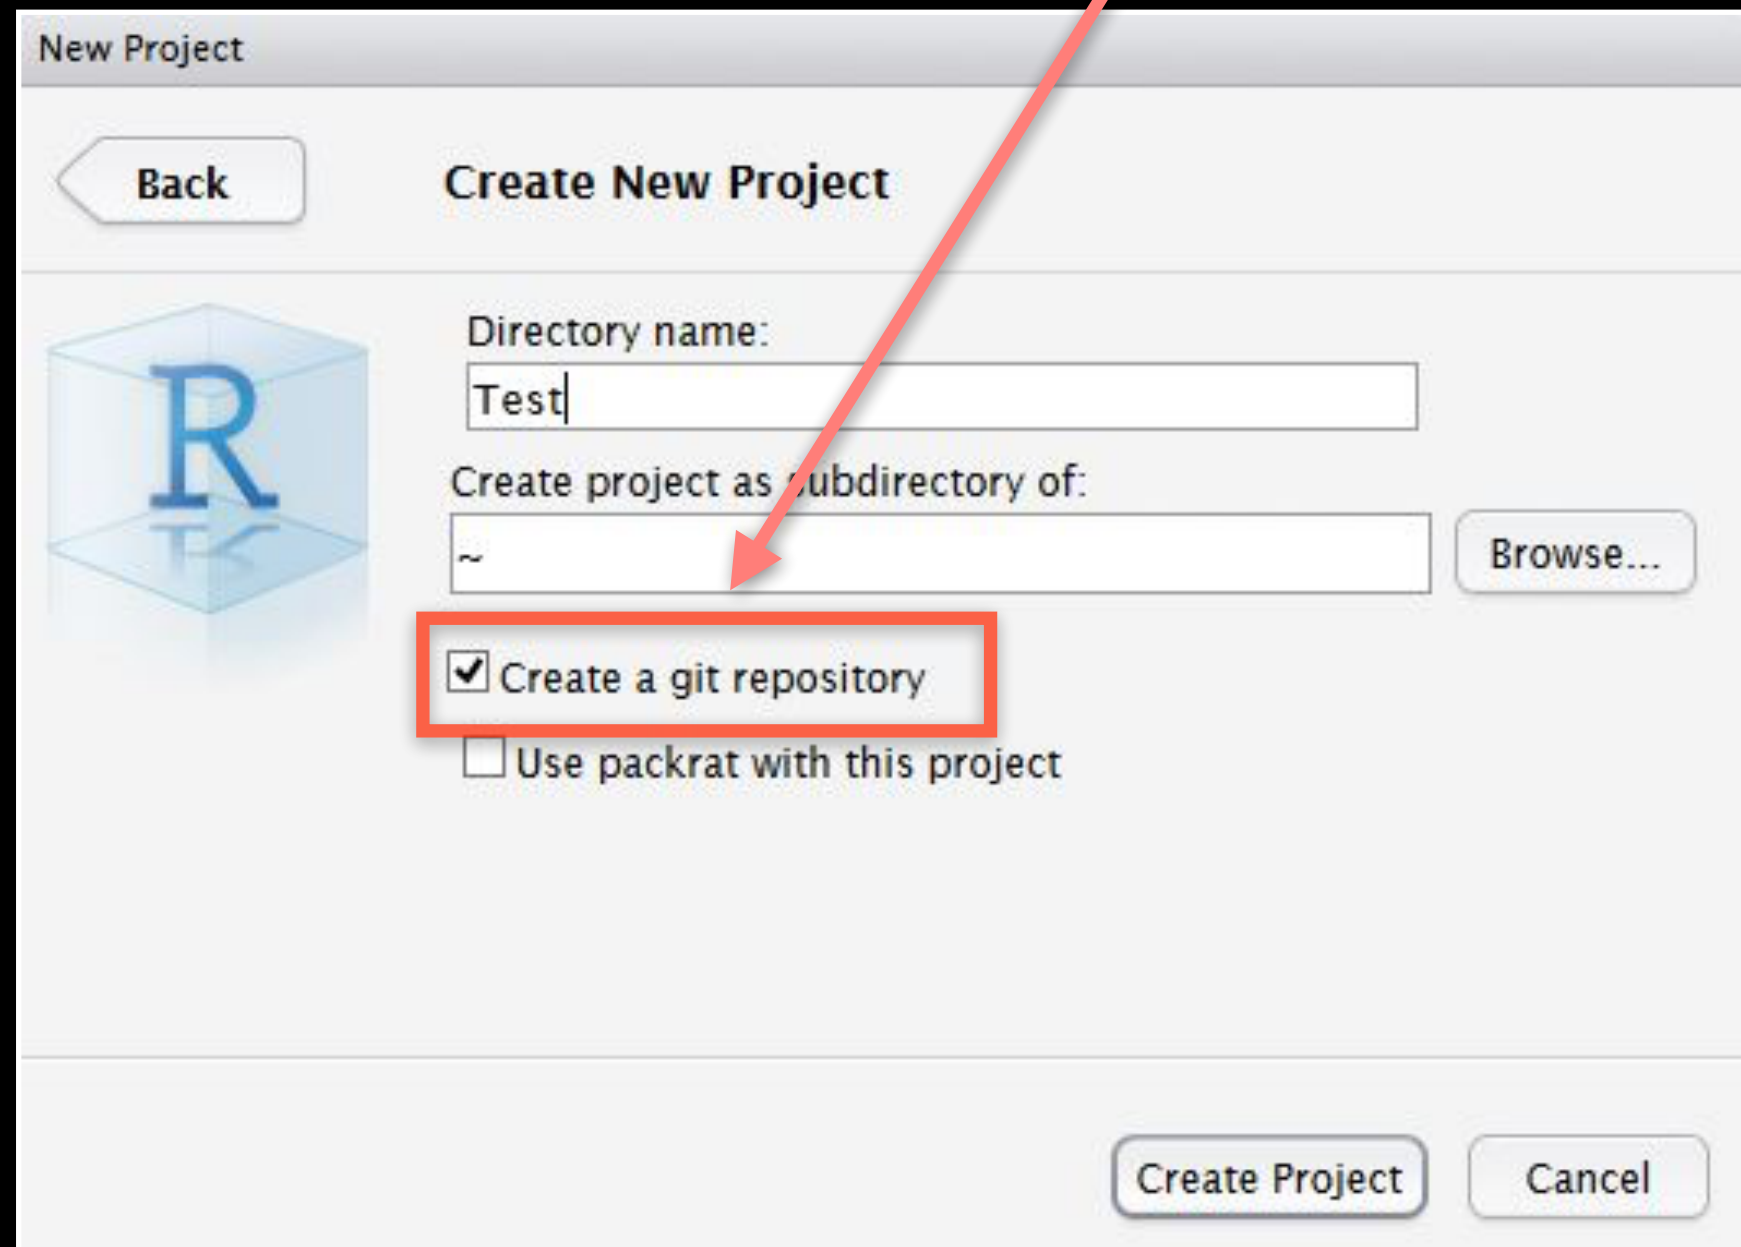 New Project
Back
Create New Project
R
Directory name:
Test
Create project as subdirectory of:
~
Browse...
Create a git repository
Use packrat with this project
Create Project
Cancel